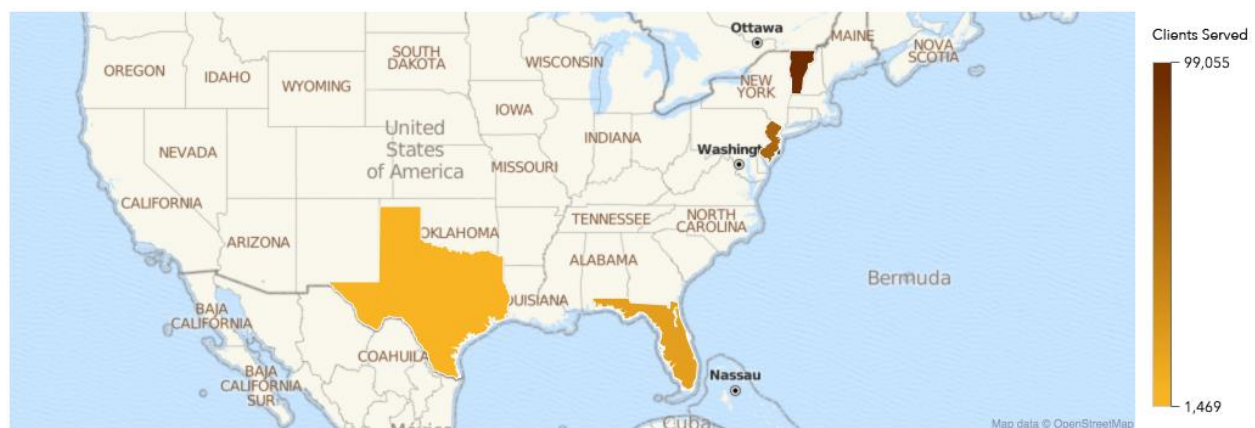 Ottawa
MAINE
NOVA
SCOTIA
SOUTH
DAKOTA
WISCONSIN
OREGON
IDAHO
WYOMING
NEW
YORK
IOWA
United
States
of America
INDIANA
NEVADA
Washingt
MISSOURI
CALIFORNIA
TENNESSEE
NORTH
CAROLINA
ARIZONA
OKLAHOMA
ALABAMA
Bermuda
OUISIANA
BAJA
CALIFORNIA
COAHUILA
BAJA
CALIFORNIA
SUR
Nassau
Cuba
Map data © OpenStreetMap
Clients Served
99,055
1,469